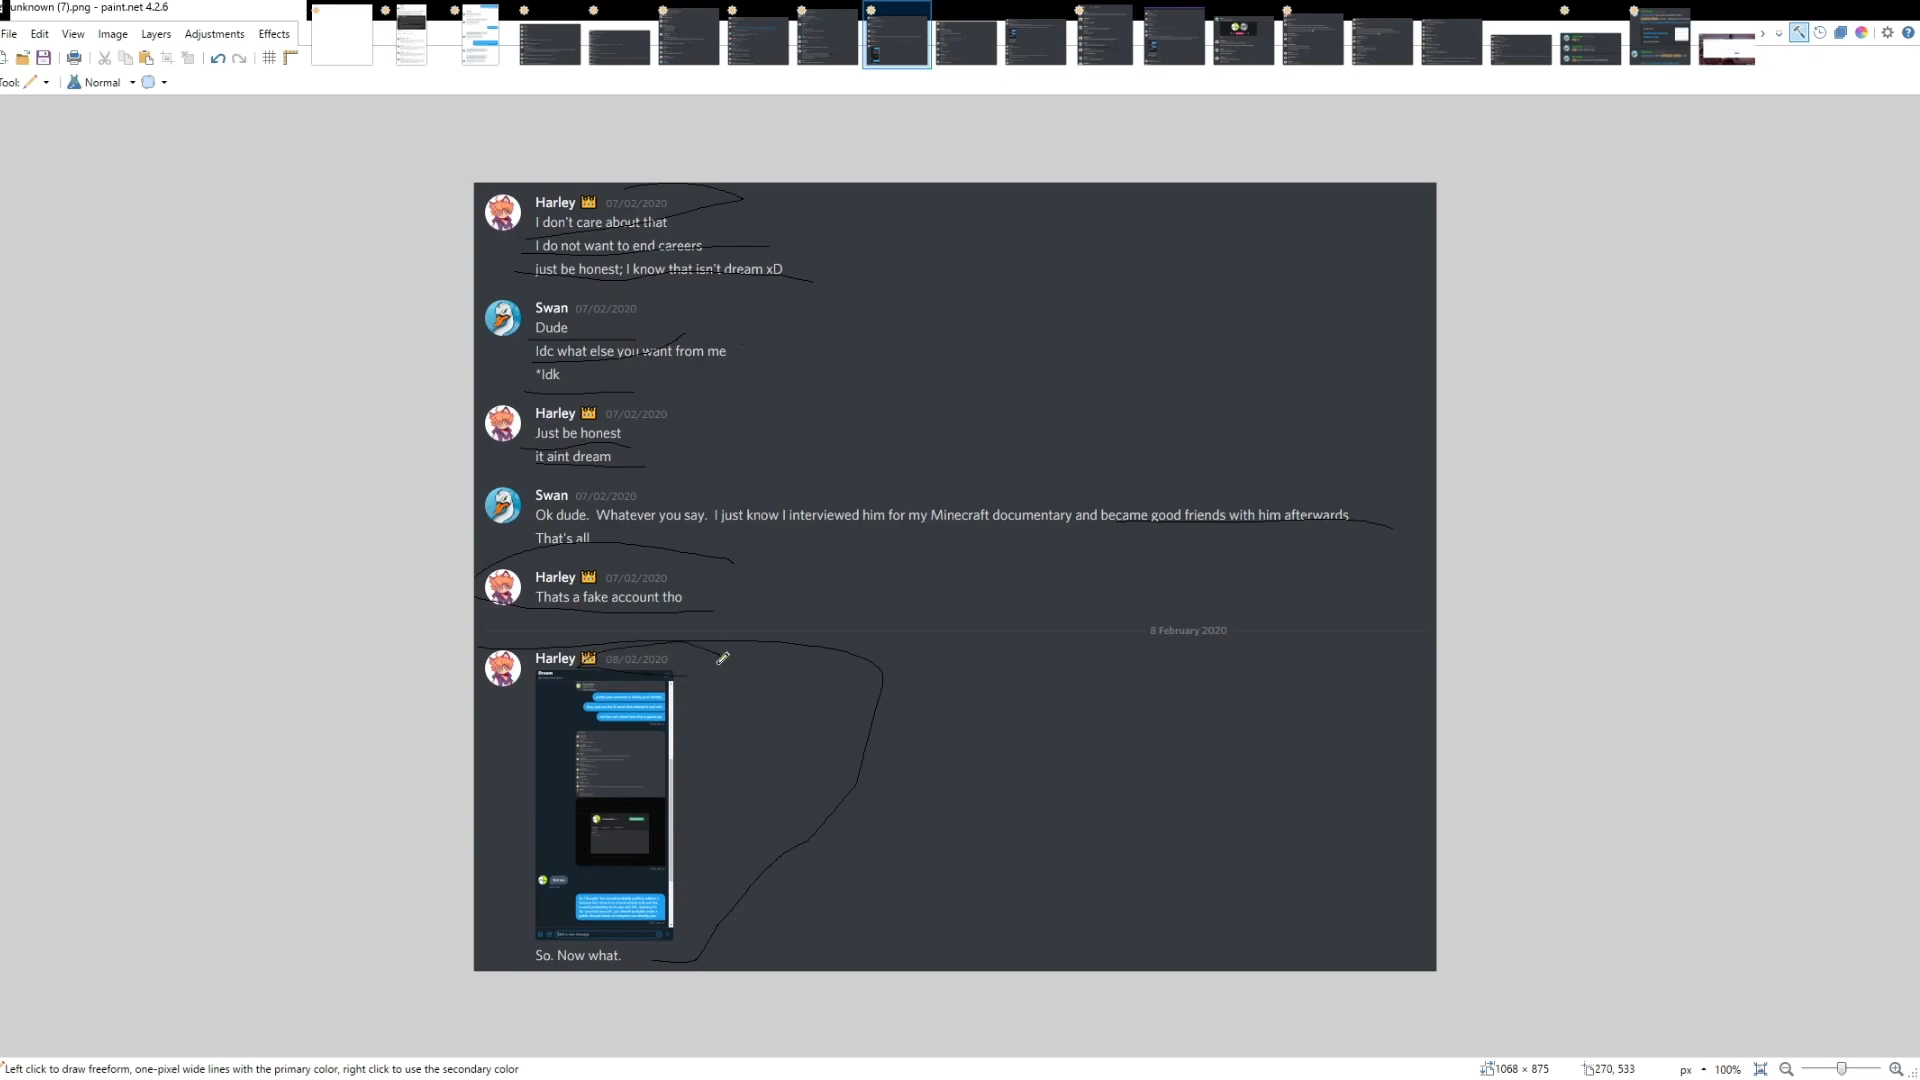 unknown (7).png - paint.net 4.2.6
File Edit View Image Layers Adjustments Effects
Tool: Normal
Harley 07/02/2020
I don't care about that
I do not want to end careers
just be honest; I know that isn't dream xD
Swan 07/02/2020
Dude
Idc what else you want from me
*Idk
Harley 07/02/2020
Just be honest
it aint dream
Swan 07/02/2020
Ok dude. Whatever you say. I just know I interviewed him for my Minecraft documentary and became good friends with him afterwards
That's all
Harley 07/02/2020
Thats a fake account tho
8 February 2020
Harley 08/02/2020
Dream
So. Now what.
Left click to draw freeform, one-pixel wide lines with the primary color, right click to use the secondary color
1068 × 875 270, 533 px 100%